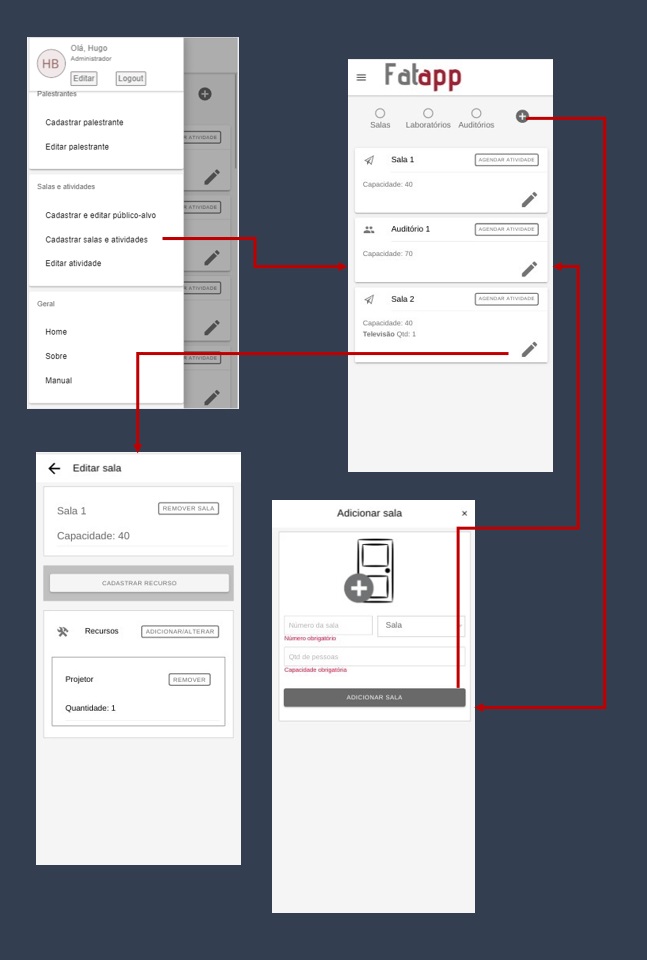 Olá, Hugo
Administrador
HB
Editar
Logout
Palestrantes
Cadastrar palestrante
Editar palestrante
Salas e atividades
Cadastrar e editar público-alvo
Cadastrar salas e atividades
Editar atividade
Geral
Home
Sobre
Manual
R ATIVIDADE
R ATIVIDADE
R ATIVIDADE
R ATIVIDADE
Fatapp
Salas
Laboratórios
Auditórios
Sala 1
AGENDAR ATIVIDADE
Capacidade: 40
Auditório 1
AGENDAR ATIVIDADE
Capacidade: 70
Sala 2
AGENDAR ATIVIDADE
Capacidade: 40
Televisão Qtd: 1
Editar sala
Sala 1
REMOVER SALA
Capacidade: 40
CADASTRAR RECURSO
Recursos
ADICIONAR/ALTERAR
Projetor
REMOVER
Quantidade: 1
Adicionar sala
×
Número da sala
Sala
Número obrigatório
Qtd de pessoas
Capacidade obrigatória
ADICIONAR SALA